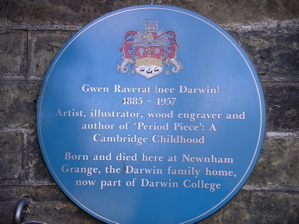 Gwen Raverat (nee Darwin)
1885 - 1957
Artist, illustrator, wood engraver and
author of 'Period Piece': A
Cambridge Childhood
Born and died here at Newnham
Grange, the Darwin family home,
now part of Darwin College